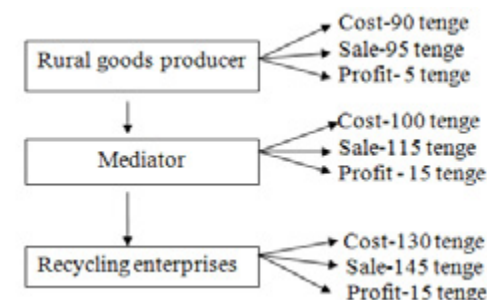 Rural goods producer
Cost-90 tenge
Sale-95 tenge
Profit- 5 tenge
Mediator
Cost-100 tenge
Sale-115 tenge
Profit - 15 tenge
Recycling enterprises
Cost-130 tenge
Sale-145 tenge
Profit-15 tenge